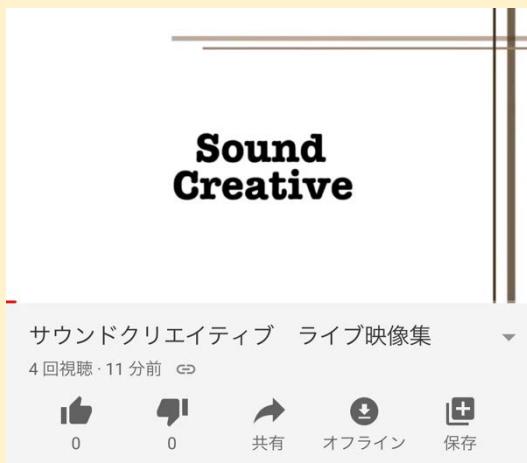 Sound
Creative
サウンドクリエイティブ　ライブ映像集
4 回視聴・11 分前
0
0
共有
オフライン
保存